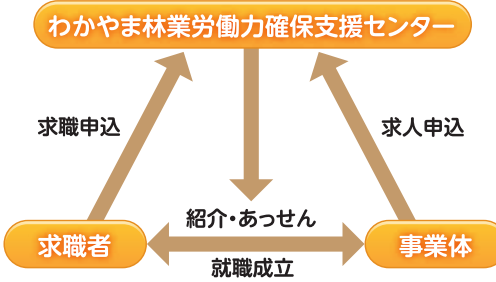 わかやま林業労働力確保支援センター
求職申込
求人申込
紹介・あっせん
求職者
事業体
就職成立